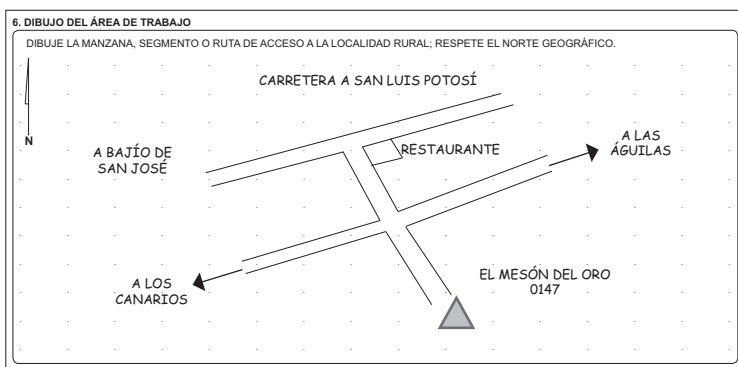 6. DIBUJO DEL ÁREA DE TRABAJO
DIBUJE LA MANZANA, SEGMENTO O RUTA DE ACCESO A LA LOCALIDAD RURAL; RESPETE EL NORTE GEOGRÁFICO.
CARRETERA A SAN LUIS POTOSÍ
N
A BAJÍO DE
SAN JOSÉ
RESTAURANTE
A LAS
ÁGUILAS
A LOS
CANARIOS
EL MESÓN DEL ORO
0147